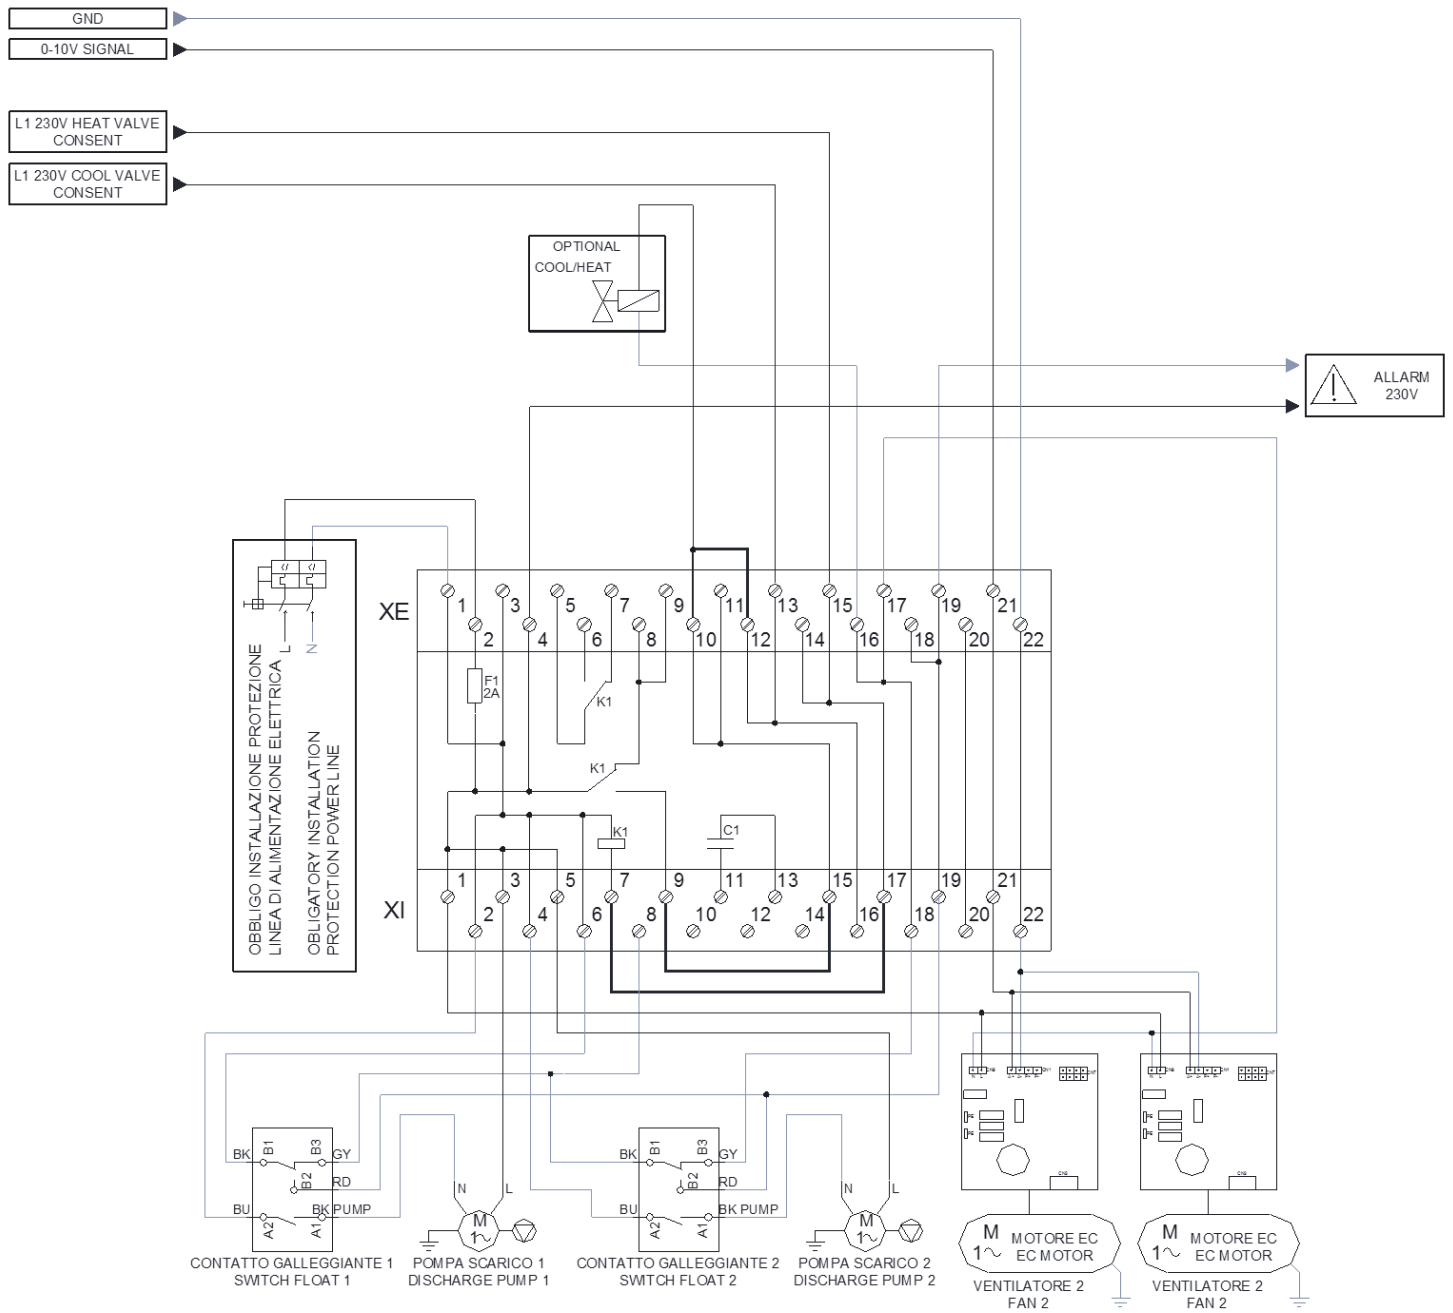 GND
0-10V SIGNAL
L1 230V HEAT VALVE
CONSENT
L1 230V COOL VALVE
CONSENT
OPTIONAL
COOL/HEAT
ALLARM
230V
OBBLIGO INSTALLAZIONE PROTEZIONE
LINEA DI ALIMENTAZIONE ELETTRICA
OBLIGATORY INSTALLATION
PROTECTION POWER LINE
L
N
XE
1 3 5 7 9 11 13 15 17 19 21
2 4 6 8 10 12 14 16 18 20 22
F1
2A
K1
K1
K1
C1
XI
1 3 5 7 9 11 13 15 17 19 21
2 4 6 8 10 12 14 16 18 20 22
BK B1 B3 GY
B2 RD
BU A2 A1 BK PUMP
CONTATTO GALLEGGIANTE 1
SWITCH FLOAT 1
N L
M
1~
POMPA SCARICO 1
DISCHARGE PUMP 1
BK B1 B3 GY
B2 RD
BU A2 A1 BK PUMP
CONTATTO GALLEGGIANTE 2
SWITCH FLOAT 2
N L
M
1~
POMPA SCARICO 2
DISCHARGE PUMP 2
M
1~
MOTORE EC
EC MOTOR
VENTILATORE 2
FAN 2
M
1~
MOTORE EC
EC MOTOR
VENTILATORE 2
FAN 2